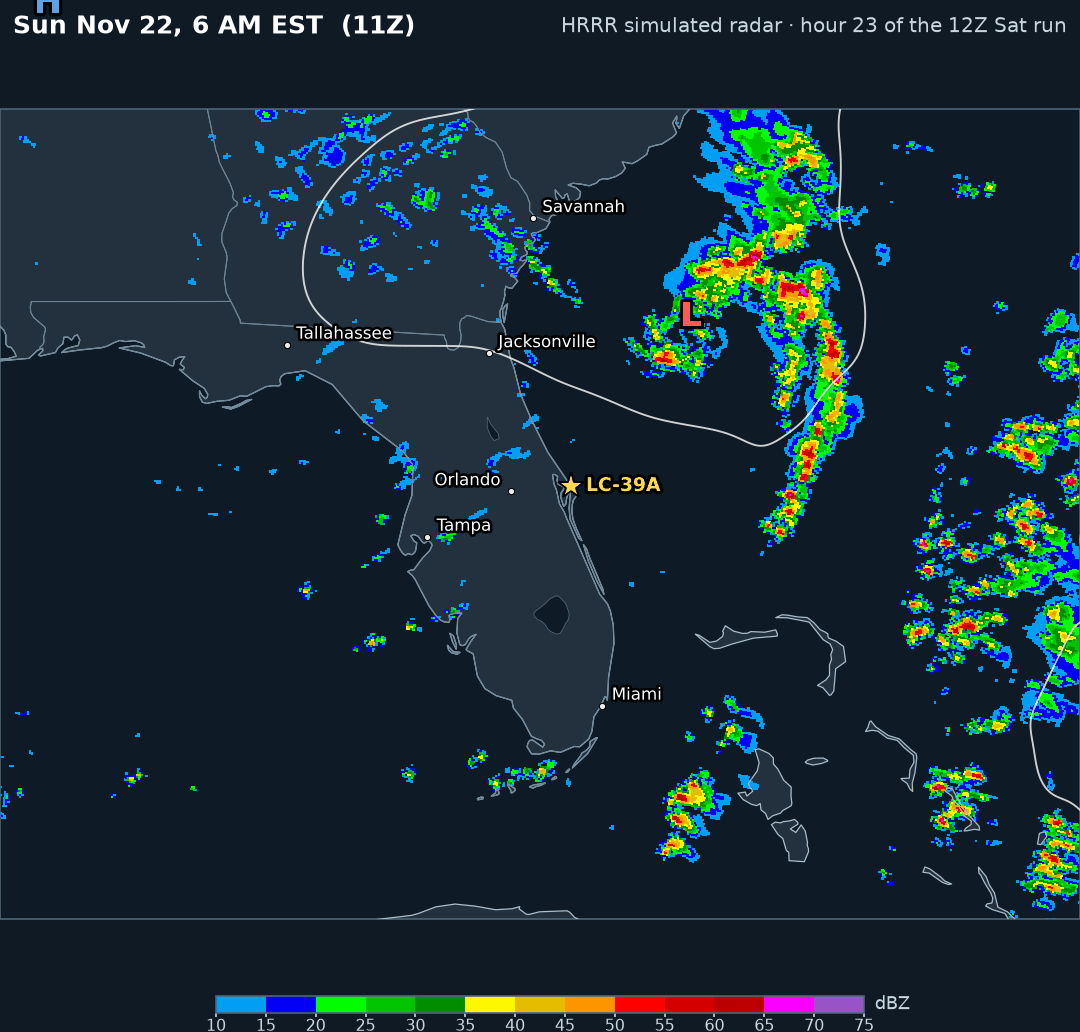 H
Sun Nov 22, 6 AM EST (11Z)
HRRR simulated radar · hour 23 of the 12Z Sat run
Savannah
L
Tallahassee
Jacksonville
Orlando
LC-39A
Tampa
Miami
dBZ
10 15 20 25 30 35 40 45 50 55 60 65 70 75